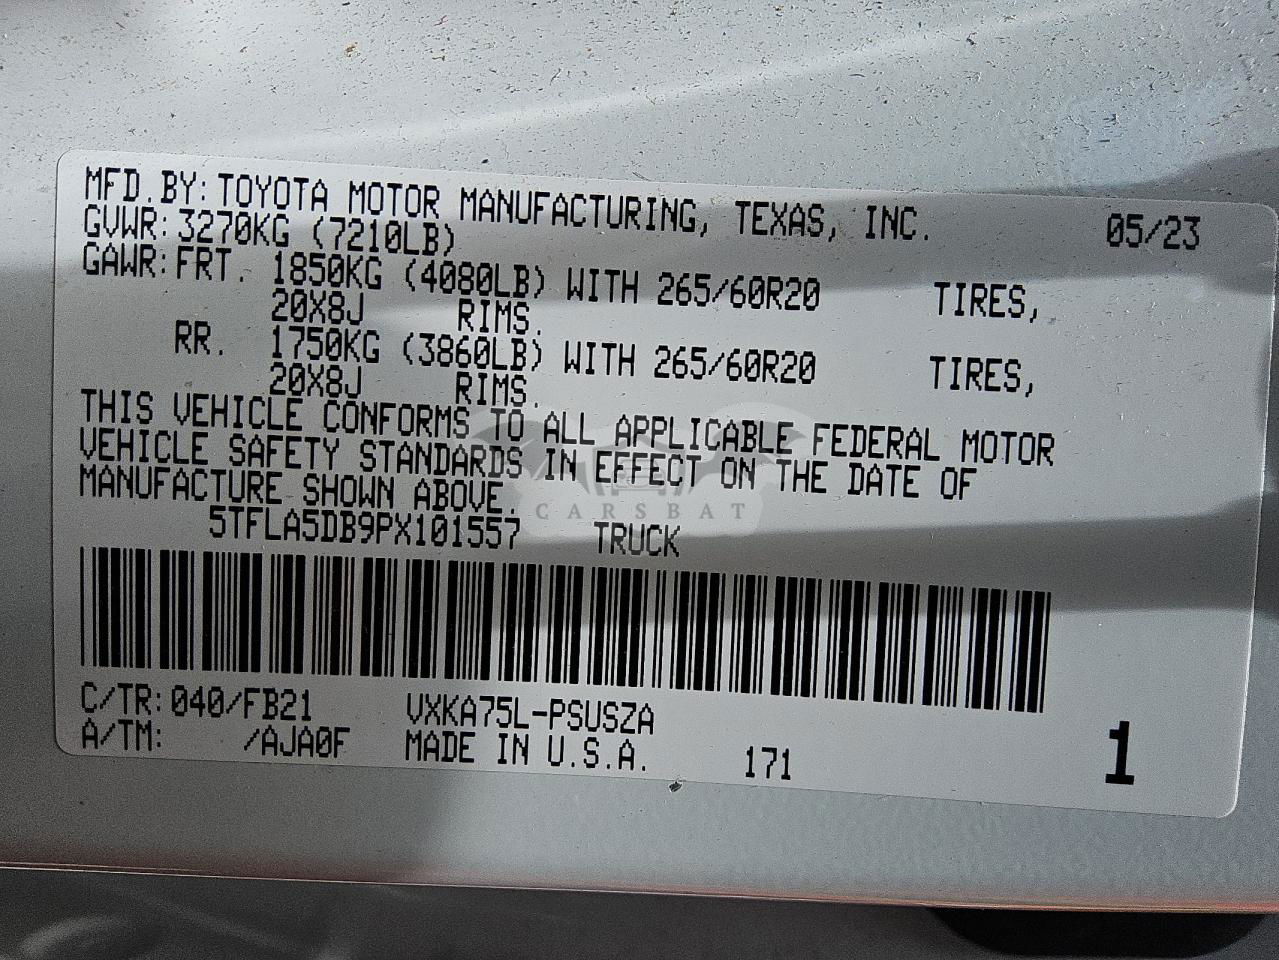 MFD.BY: TOYOTA MOTOR MANUFACTURING, TEXAS, INC. 05/23
GVWR: 3270KG (7210LB)
GAWR: FRT. 1850KG (4080LB) WITH 265/60R20 TIRES,
20X8J RIMS.
RR. 1750KG (3860LB) WITH 265/60R20 TIRES,
20X8J RIMS.
THIS VEHICLE CONFORMS TO ALL APPLICABLE FEDERAL MOTOR
VEHICLE SAFETY STANDARDS IN EFFECT ON THE DATE OF
MANUFACTURE SHOWN ABOVE.
CARSBAT
5TFLA5DB9PX101557 TRUCK
C/TR: 040/FB21 VXKA75L-PSUSZA
A/TM: /AJA0F MADE IN U.S.A. 171 1